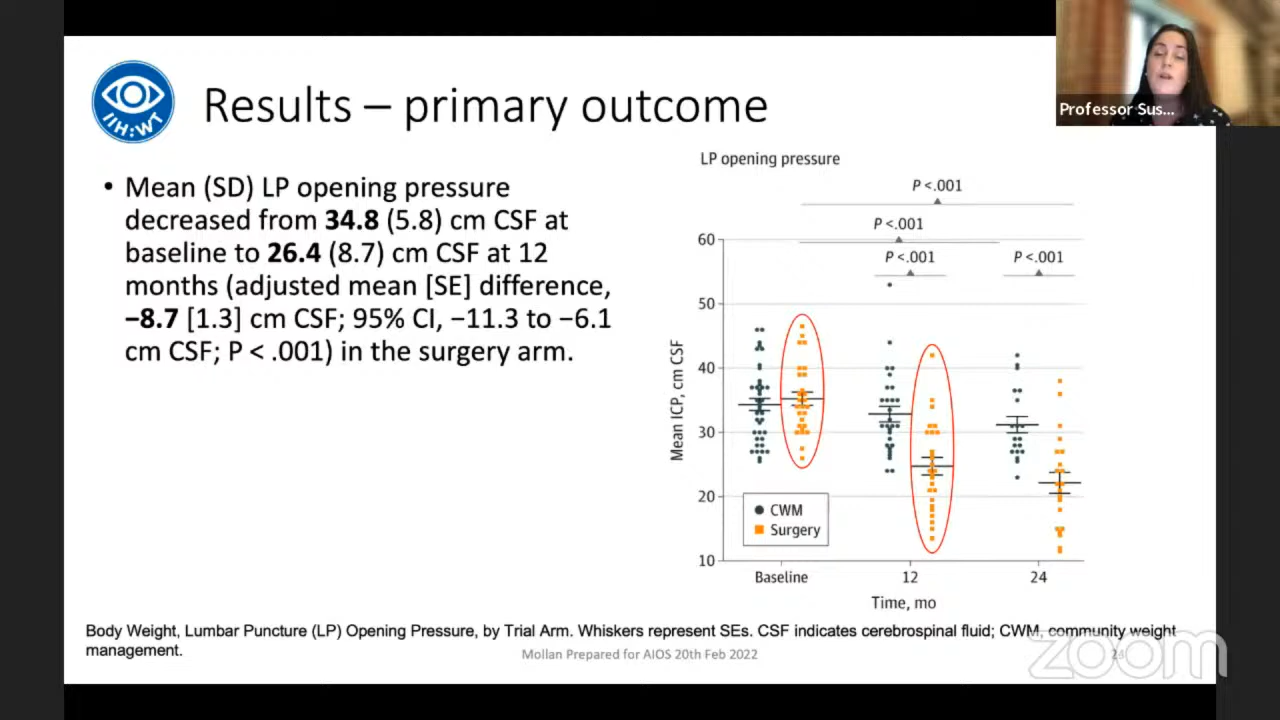 Professor Sus...
IIH:WT
Results – primary outcome
• Mean (SD) LP opening pressure
decreased from 34.8 (5.8) cm CSF at
baseline to 26.4 (8.7) cm CSF at 12
months (adjusted mean [SE] difference,
−8.7 [1.3] cm CSF; 95% CI, −11.3 to −6.1
cm CSF; P < .001) in the surgery arm.
LP opening pressure
P <.001
P <.001
P <.001 P <.001
60
50
40
30
20
10
Mean ICP, cm CSF
CWM
Surgery
Baseline 12 24
Time, mo
Body Weight, Lumbar Puncture (LP) Opening Pressure, by Trial Arm. Whiskers represent SEs. CSF indicates cerebrospinal fluid; CWM, community weight
management.
Mollan Prepared for AIOS 20th Feb 2022
zoom